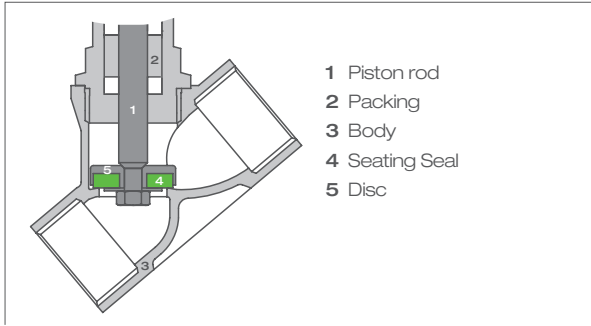 1 Piston rod
2 Packing
3 Body
4 Seating Seal
5 Disc
2
1
5
4
3